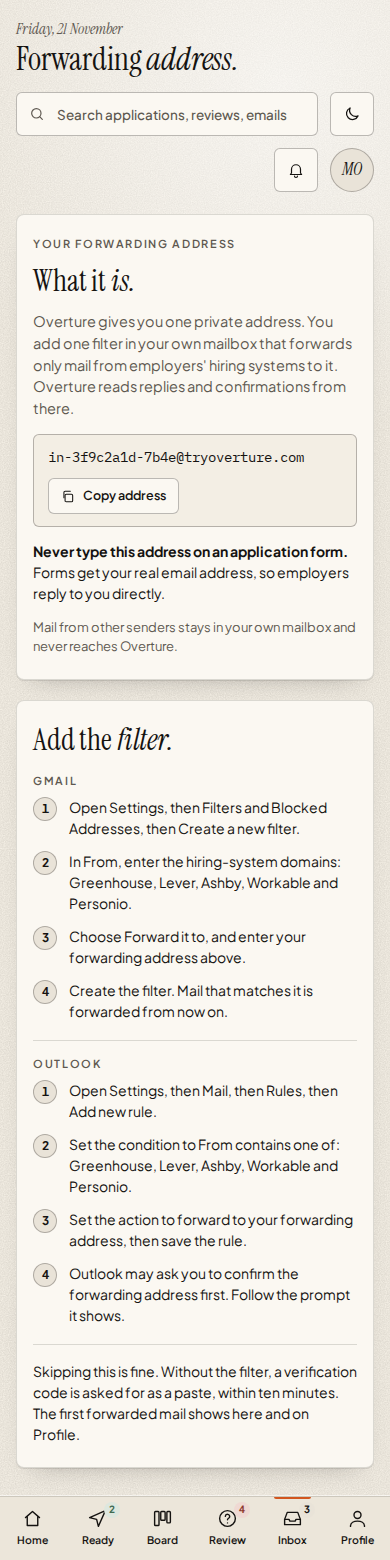 Friday, 21 November
Forwarding address.
Search applications, reviews, emails
MO
YOUR FORWARDING ADDRESS
What it is.
Overture gives you one private address. You
add one filter in your own mailbox that forwards
only mail from employers' hiring systems to it.
Overture reads replies and confirmations from
there.
in-3f9c2a1d-7b4e@tryoverture.com
Copy address
Never type this address on an application form.
Forms get your real email address, so employers
reply to you directly.
Mail from other senders stays in your own mailbox and
never reaches Overture.
Add the filter.
GMAIL
1 Open Settings, then Filters and Blocked
Addresses, then Create a new filter.
2 In From, enter the hiring-system domains:
Greenhouse, Lever, Ashby, Workable and
Personio.
3 Choose Forward it to, and enter your
forwarding address above.
4 Create the filter. Mail that matches it is
forwarded from now on.
OUTLOOK
1 Open Settings, then Mail, then Rules, then
Add new rule.
2 Set the condition to From contains one of:
Greenhouse, Lever, Ashby, Workable and
Personio.
3 Set the action to forward to your forwarding
address, then save the rule.
4 Outlook may ask you to confirm the
forwarding address first. Follow the prompt
it shows.
Skipping this is fine. Without the filter, a verification
code is asked for as a paste, within ten minutes.
The first forwarded mail shows here and on
Profile.
2 4 3
Home Ready Board Review Inbox Profile